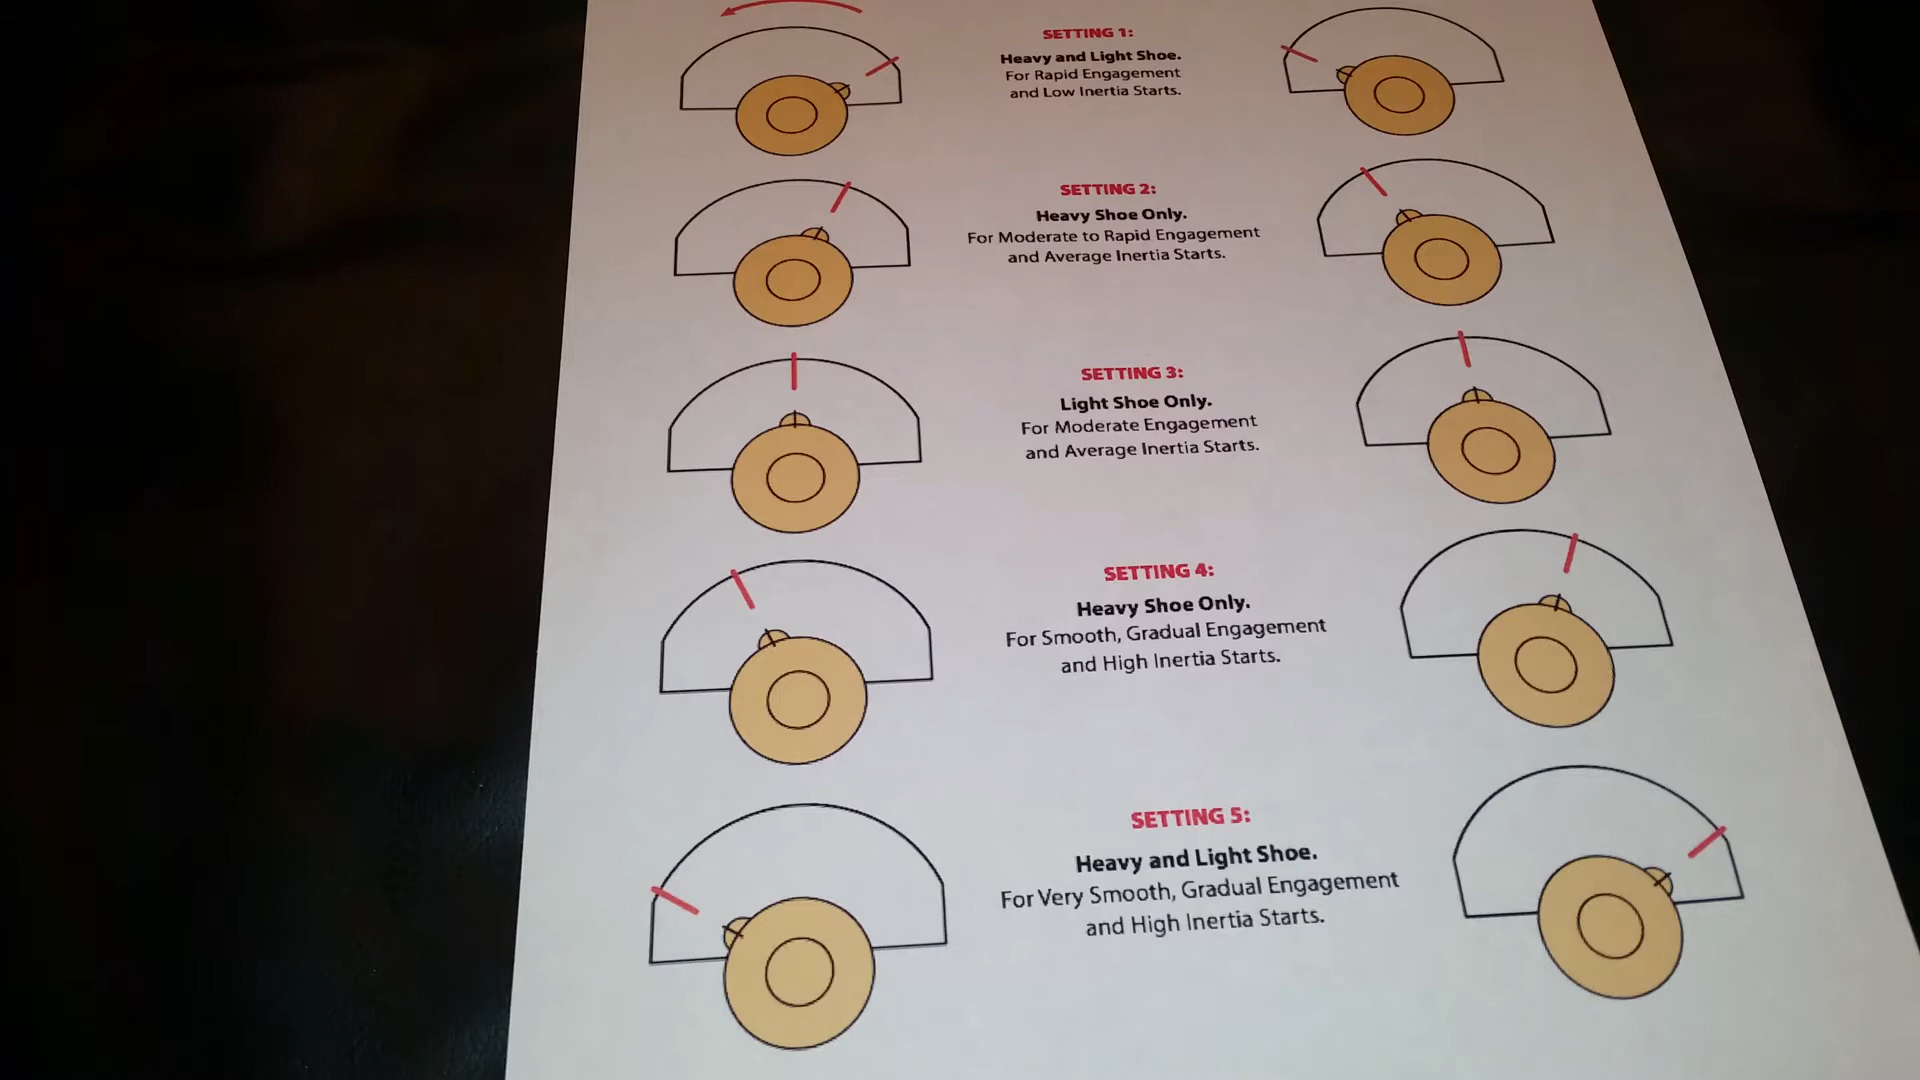 SETTING 1:
Heavy and Light Shoe.
For Rapid Engagement
and Low Inertia Starts.
SETTING 2:
Heavy Shoe Only.
For Moderate to Rapid Engagement
and Average Inertia Starts.
SETTING 3:
Light Shoe Only.
For Moderate Engagement
and Average Inertia Starts.
SETTING 4:
Heavy Shoe Only.
For Smooth, Gradual Engagement
and High Inertia Starts.
SETTING 5:
Heavy and Light Shoe.
For Very Smooth, Gradual Engagement
and High Inertia Starts.